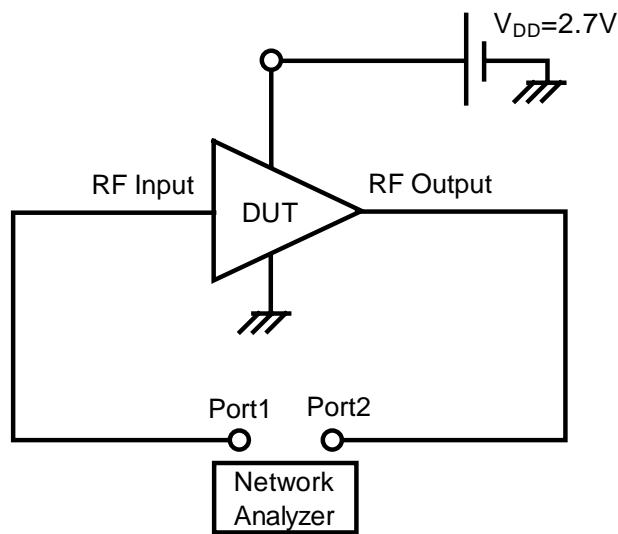 VDD=2.7V
RF Input
RF Output
DUT
Port1
Port2
Network
Analyzer